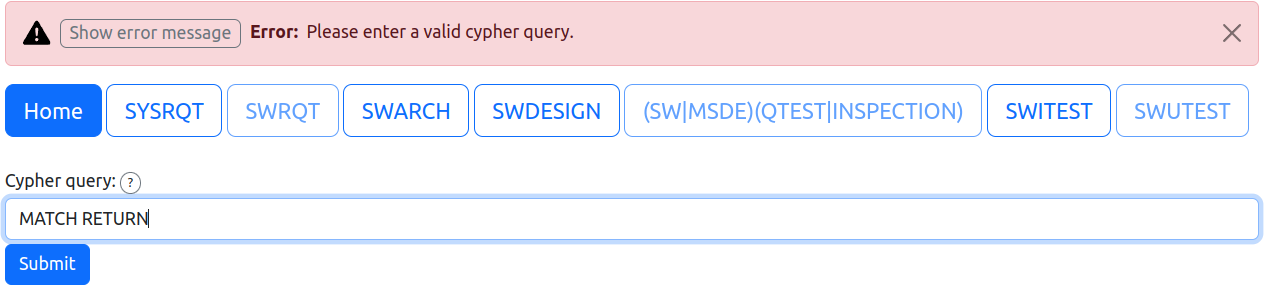 Show error message Error: Please enter a valid cypher query.
Home SYSRQT SWRQT SWARCH SWDESIGN (SW|MSDE)(QTEST|INSPECTION) SWITEST SWUTEST
Cypher query: ?
MATCH RETURN
Submit